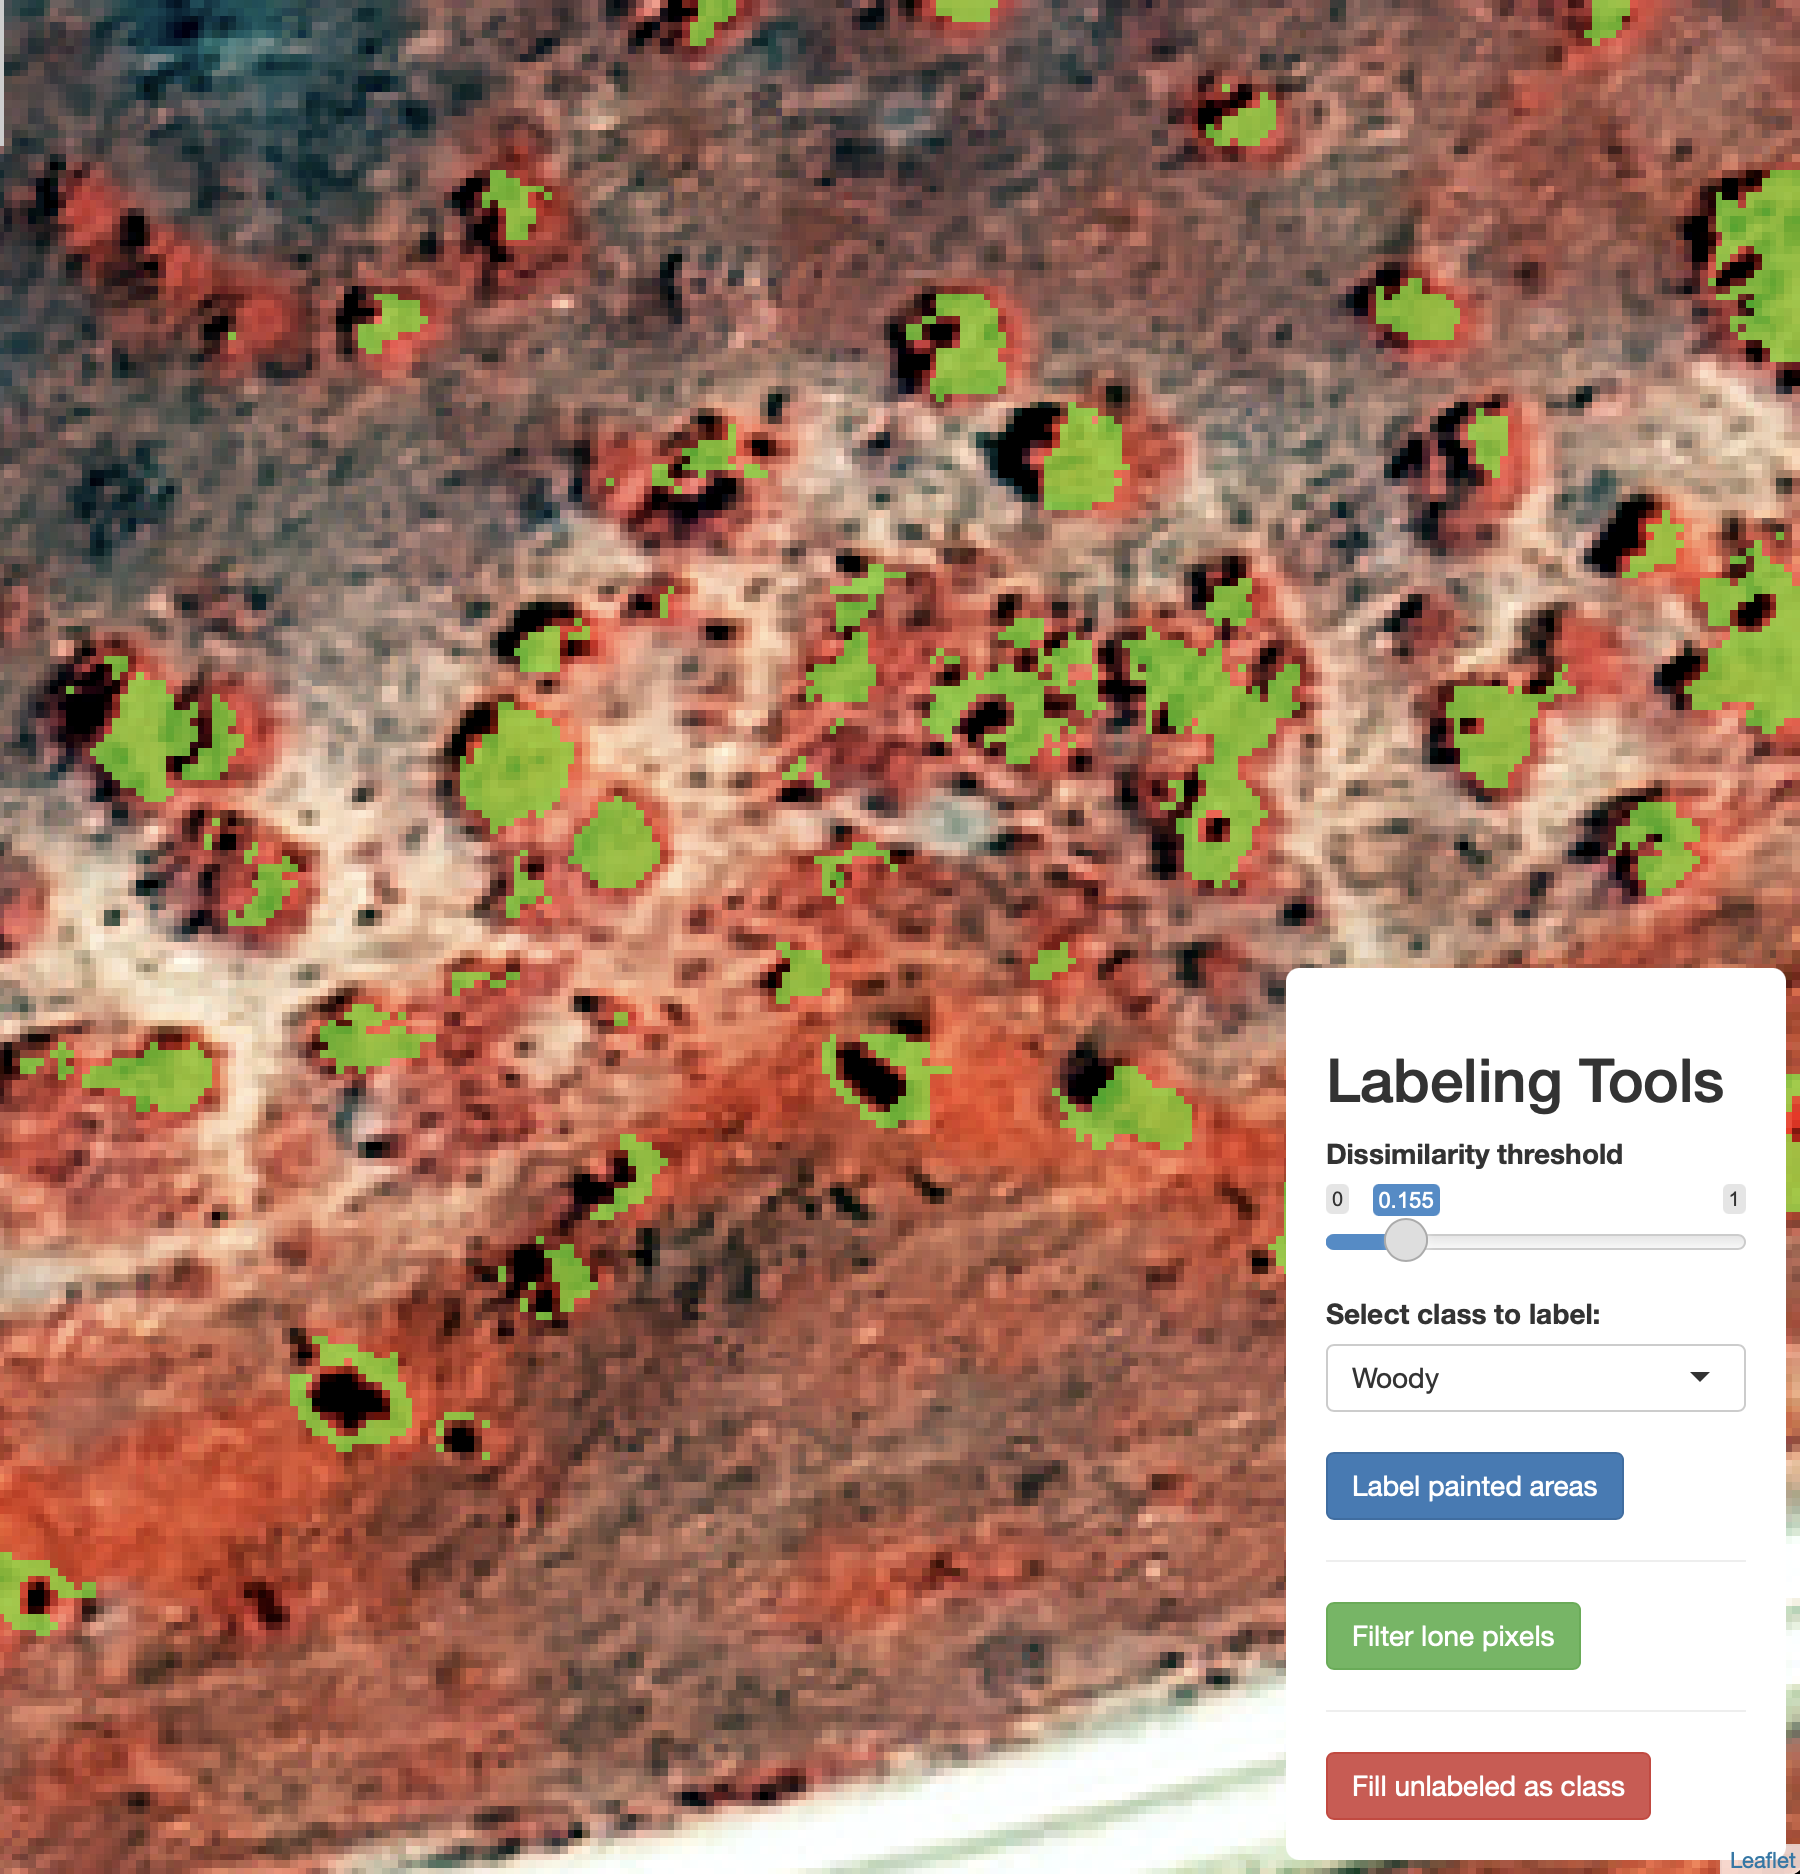 Labeling Tools
Dissimilarity threshold
0 0.155 1
Select class to label:
Woody
Label painted areas
Filter lone pixels
Fill unlabeled as class
Leaflet